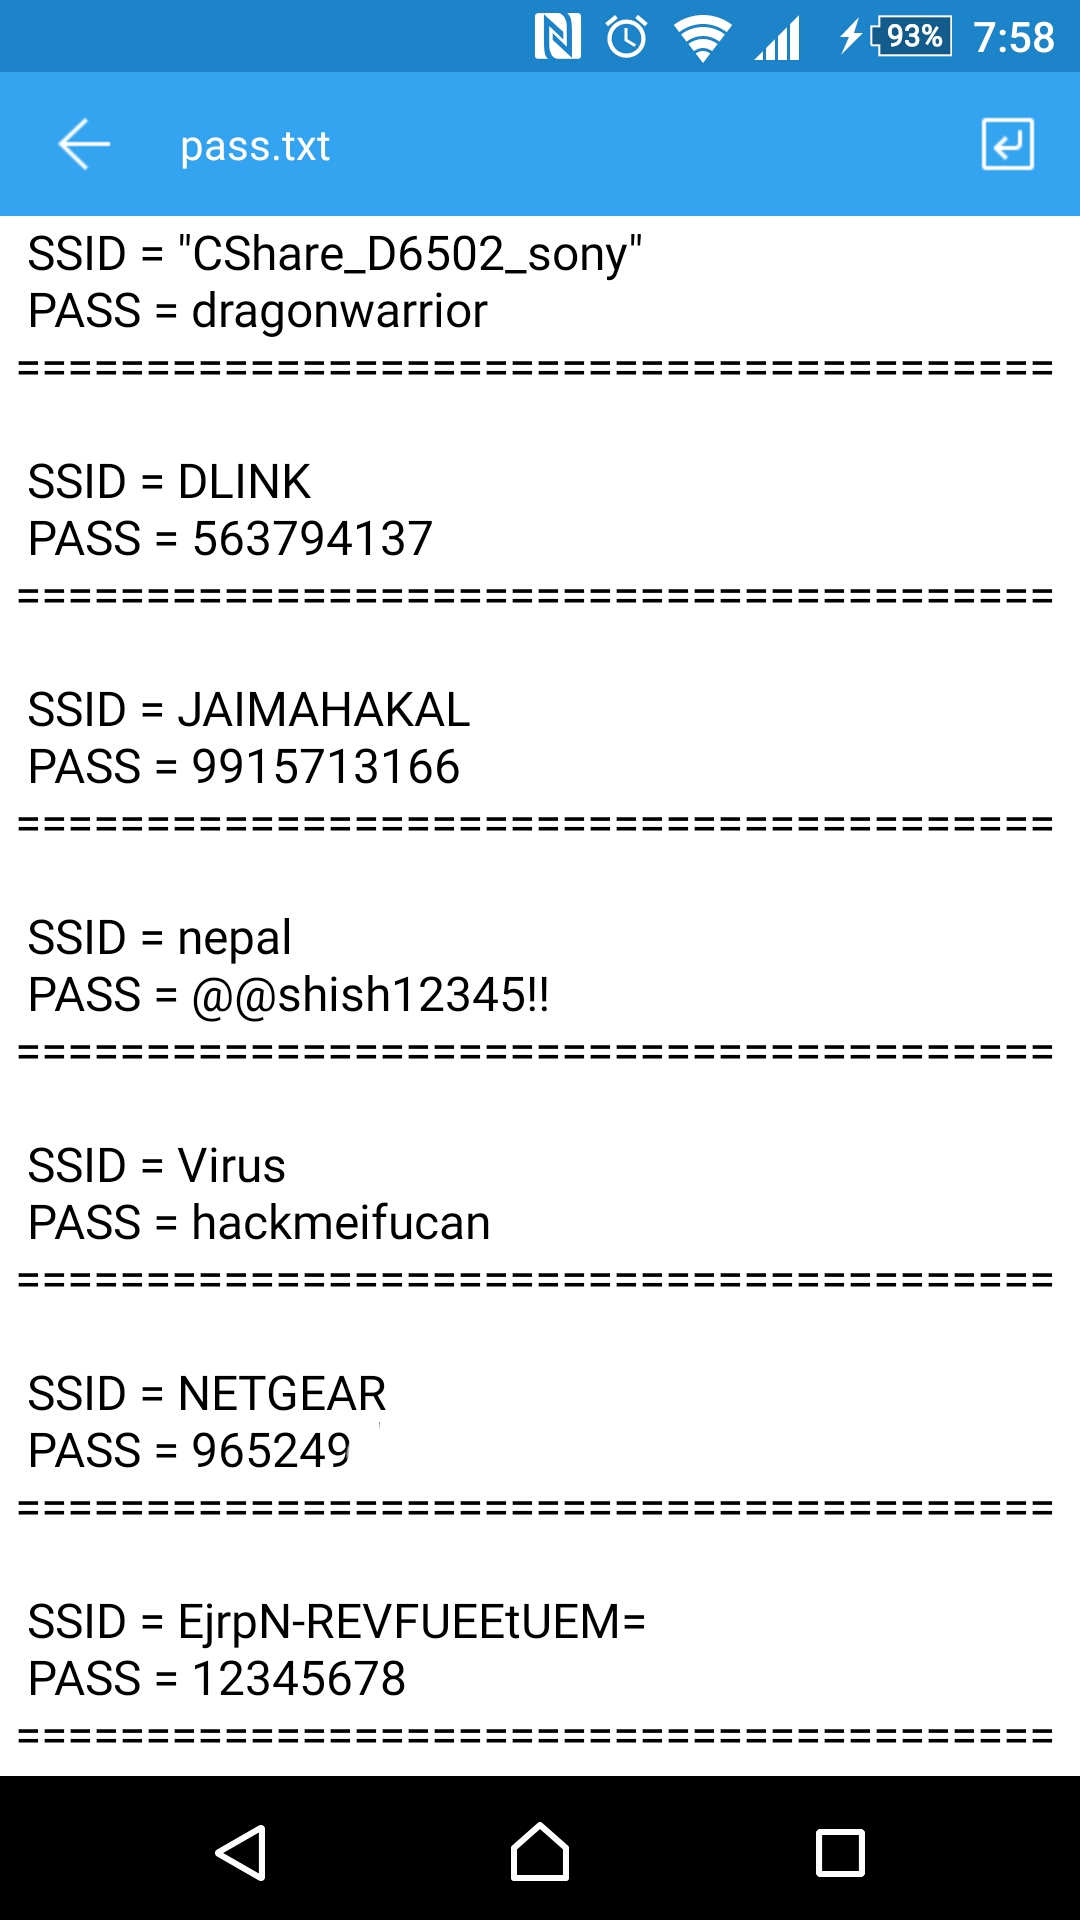 93% 7:58
pass.txt
SSID = "CShare_D6502_sony"
PASS = dragonwarrior
========================================
SSID = DLINK
PASS = 563794137
========================================
SSID = JAIMAHAKAL
PASS = 9915713166
========================================
SSID = nepal
PASS = @@shish12345!!
========================================
SSID = Virus
PASS = hackmeifucan
========================================
SSID = NETGEAR
PASS = 965249
========================================
SSID = EjrpN-REVFUEEtUEM=
PASS = 12345678
========================================